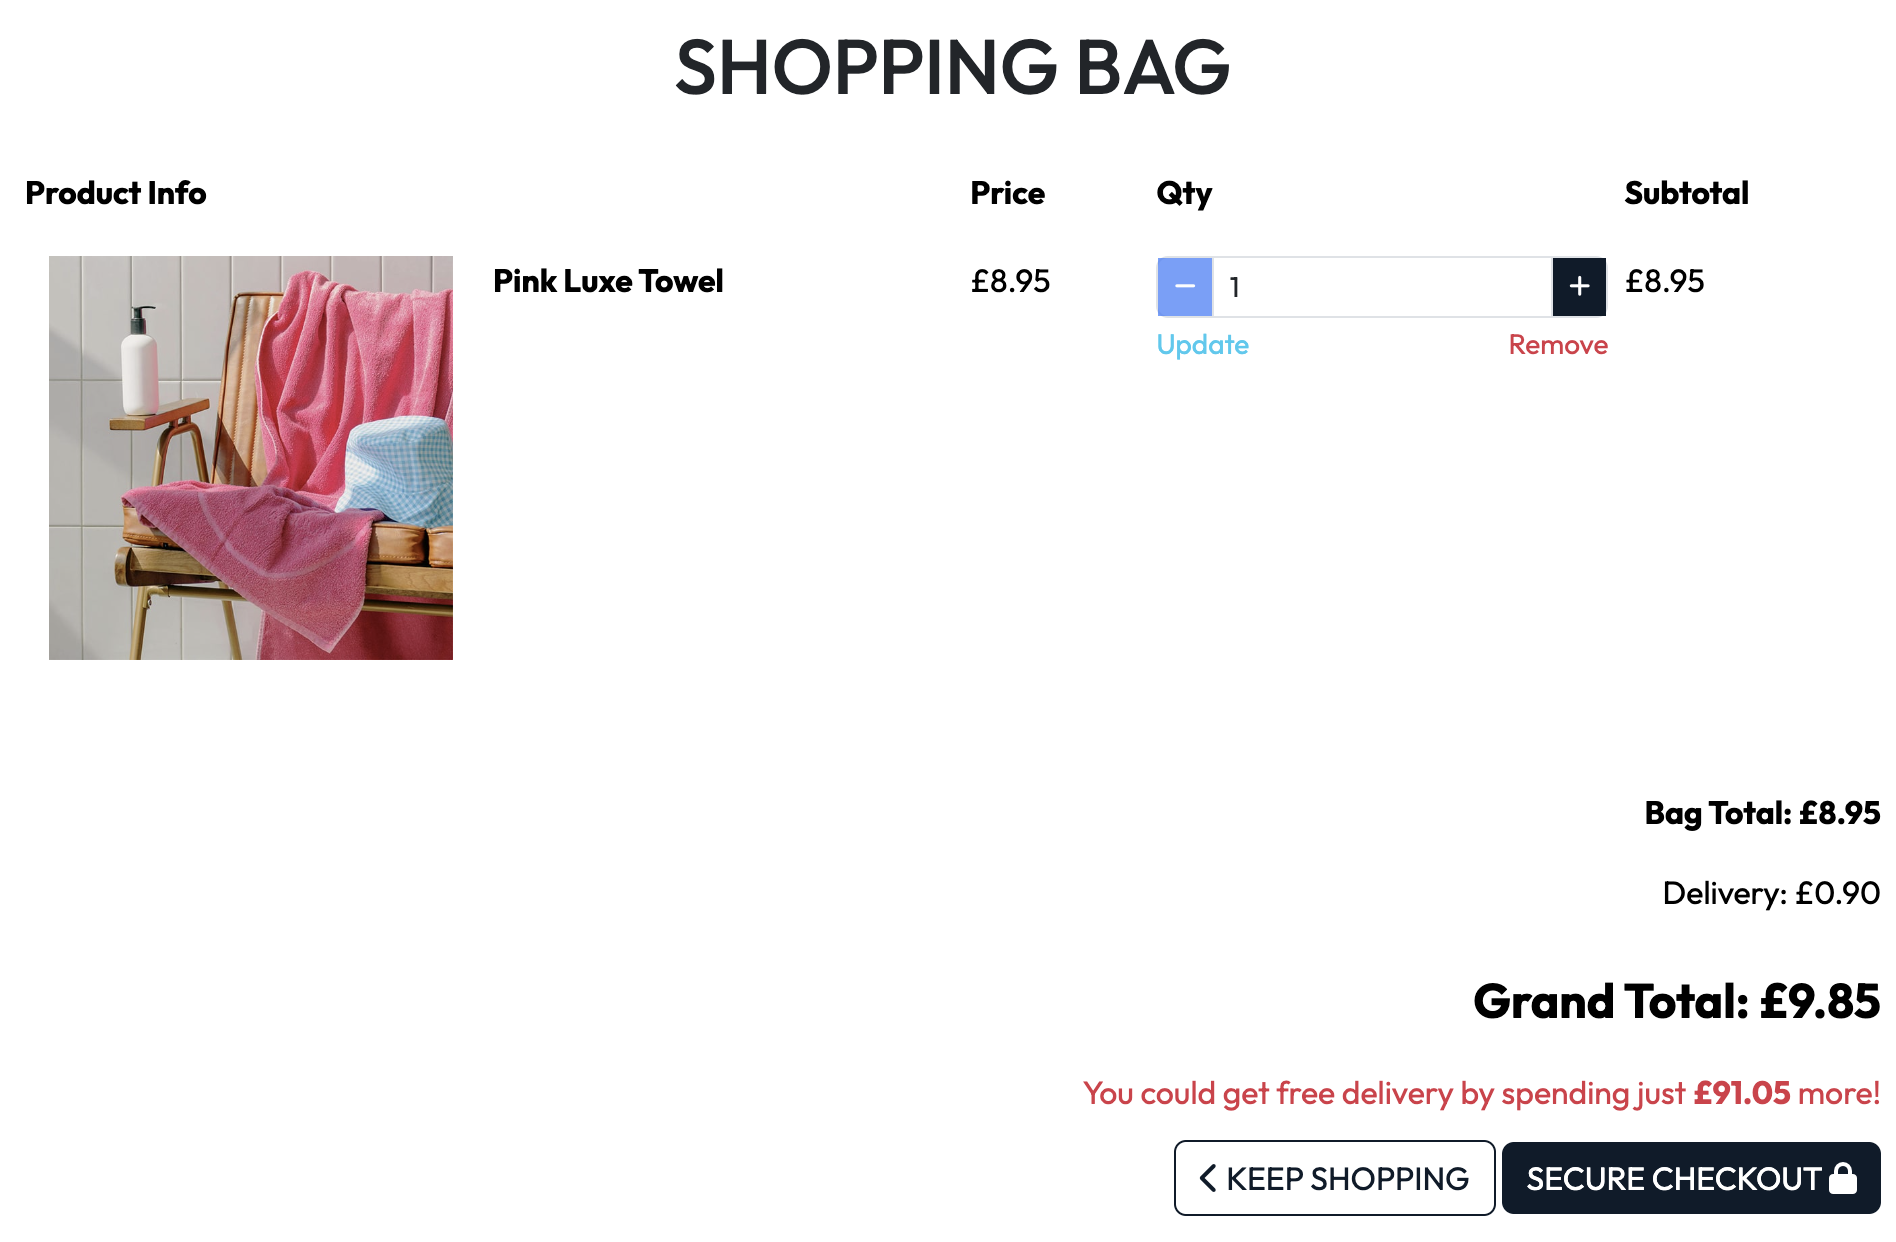 SHOPPING BAG
Product Info Price Qty Subtotal
Pink Luxe Towel £8.95 − 1 + £8.95
Update Remove
Bag Total: £8.95
Delivery: £0.90
Grand Total: £9.85
You could get free delivery by spending just £91.05 more!
KEEP SHOPPING SECURE CHECKOUT